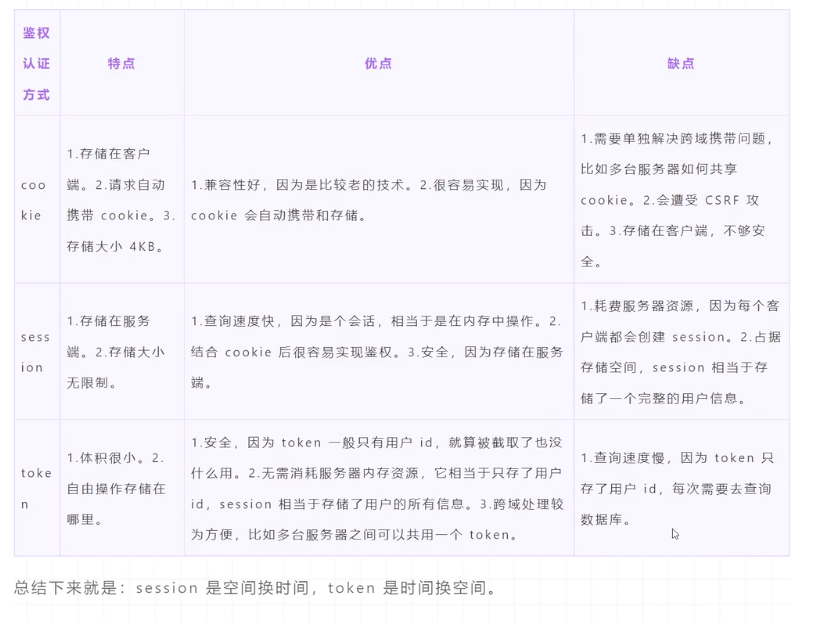 鉴权
认证
方式
特点
优点
缺点
coo
kie
1.存储在客户
端。2.请求自动
携带 cookie。3.
存储大小 4KB。
1.兼容性好，因为是比较老的技术。2.很容易实现，因为
cookie 会自动携带和存储。
1.需要单独解决跨域携带问题，
比如多台服务器如何共享
cookie。2.会遭受 CSRF 攻
击。3.存储在客户端，不够安
全。
sess
ion
1.存储在服务
端。2.存储大小
无限制。
1.查询速度快，因为是个会话，相当于是在内存中操作。2.
结合 cookie 后很容易实现鉴权。3.安全，因为存储在服务
端。
1.耗费服务器资源，因为每个客
户端都会创建 session。2.占据
存储空间，session 相当于存
储了一个完整的用户信息。
toke
n
1.体积很小。2.
自由操作存储在
哪里。
1.安全，因为 token 一般只有用户 id，就算被截取了也没
什么用。2.无需消耗服务器内存资源，它相当于只存了用户
id，session 相当于存储了用户的所有信息。3.跨域处理较
为方便，比如多台服务器之间可以共用一个 token。
1.查询速度慢，因为 token 只
存了用户 id，每次需要去查询
数据库。
总结下来就是：session 是空间换时间，token 是时间换空间。